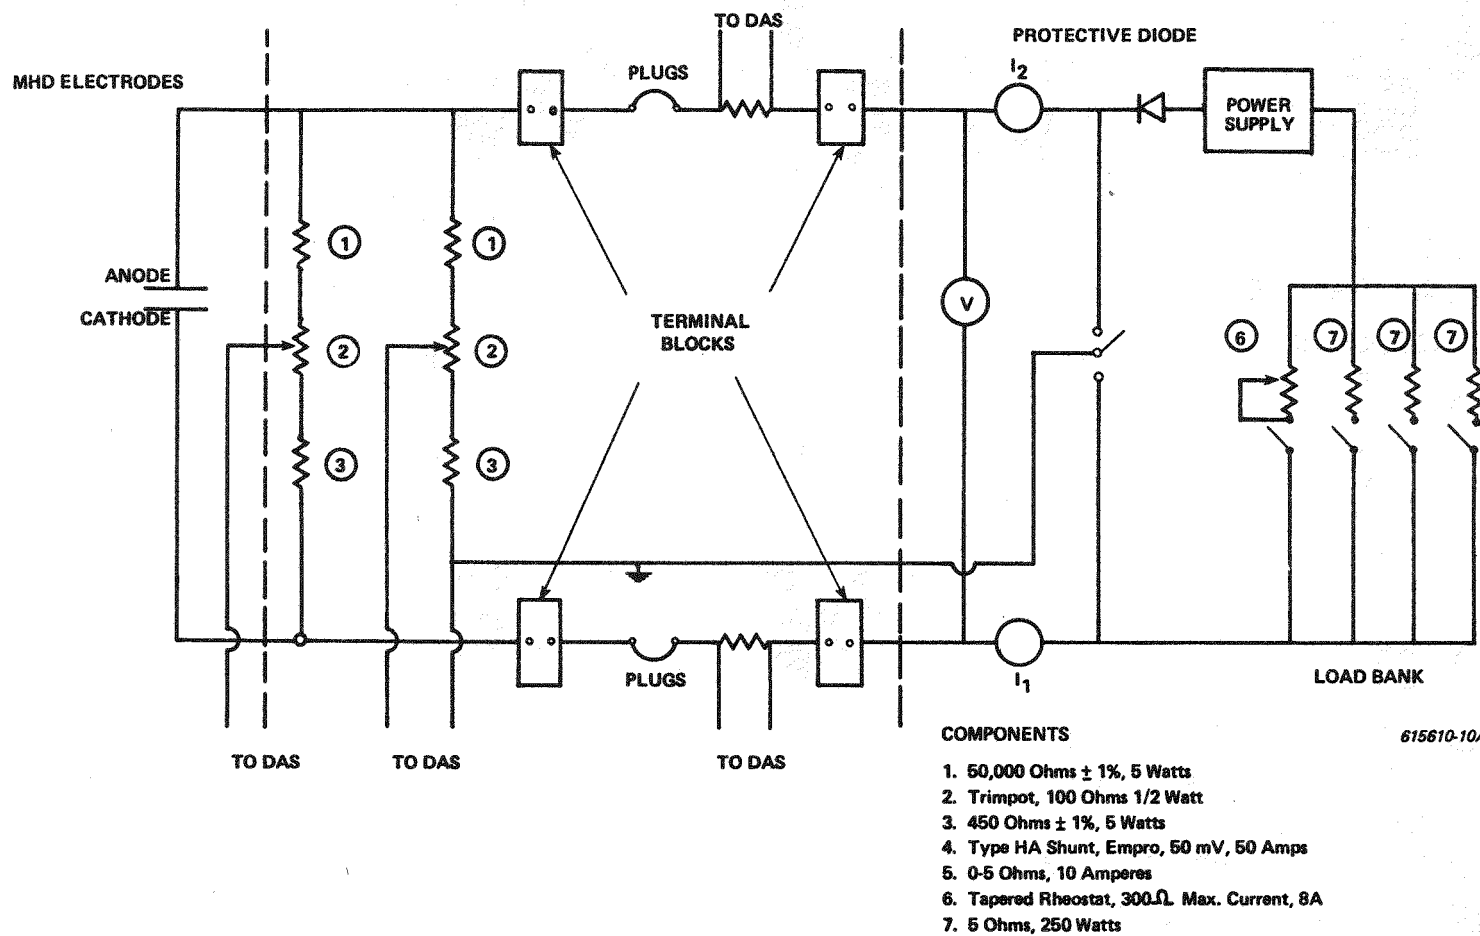 TO DAS
PROTECTIVE DIODE
MHD ELECTRODES
PLUGS
I2
POWER
SUPPLY
1
1
ANODE
CATHODE
V
TERMINAL
BLOCKS
6
7
7
7
2
2
3
3
PLUGS
I1
LOAD BANK
TO DAS
TO DAS
TO DAS
COMPONENTS
615610-10
1. 50,000 Ohms ± 1%, 5 Watts
2. Trimpot, 100 Ohms 1/2 Watt
3. 450 Ohms ± 1%, 5 Watts
4. Type HA Shunt, Empro, 50 mV, 50 Amps
5. 0-5 Ohms, 10 Amperes
6. Tapered Rheostat, 300Ω Max. Current, 8A
7. 5 Ohms, 250 Watts